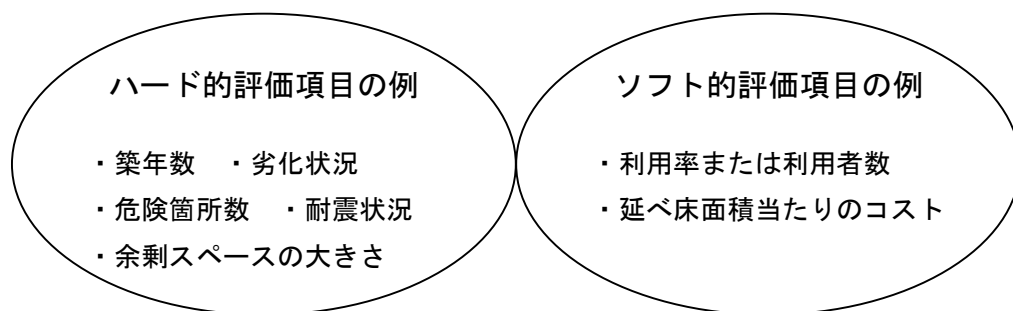 ハード的評価項目の例
・築年数　・劣化状況
・危険箇所数　・耐震状況
・余剰スペースの大きさ
ソフト的評価項目の例
・利用率または利用者数
・延べ床面積当たりのコスト